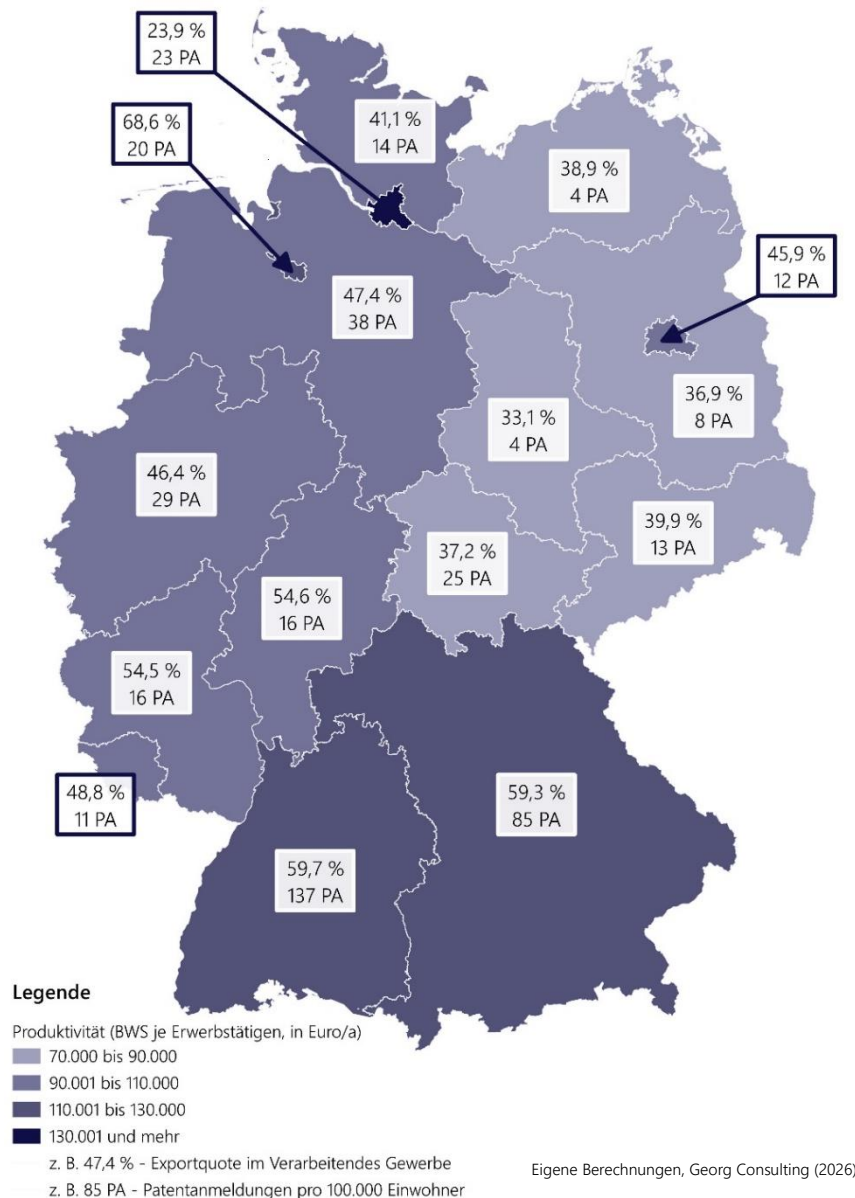 23,9 %
23 PA
68,6 %
20 PA
41,1 %
14 PA
38,9 %
4 PA
45,9 %
12 PA
47,4 %
38 PA
36,9 %
8 PA
33,1 %
4 PA
46,4 %
29 PA
39,9 %
13 PA
37,2 %
25 PA
54,6 %
16 PA
54,5 %
16 PA
48,8 %
11 PA
59,3 %
85 PA
59,7 %
137 PA
Legende
Produktivität (BWS je Erwerbstätigen, in Euro/a)
70.000 bis 90.000
90.001 bis 110.000
110.001 bis 130.000
130.001 und mehr
z. B. 47,4 % - Exportquote im Verarbeitendes Gewerbe
z. B. 85 PA - Patentanmeldungen pro 100.000 Einwohner
Eigene Berechnungen, Georg Consulting (2026)